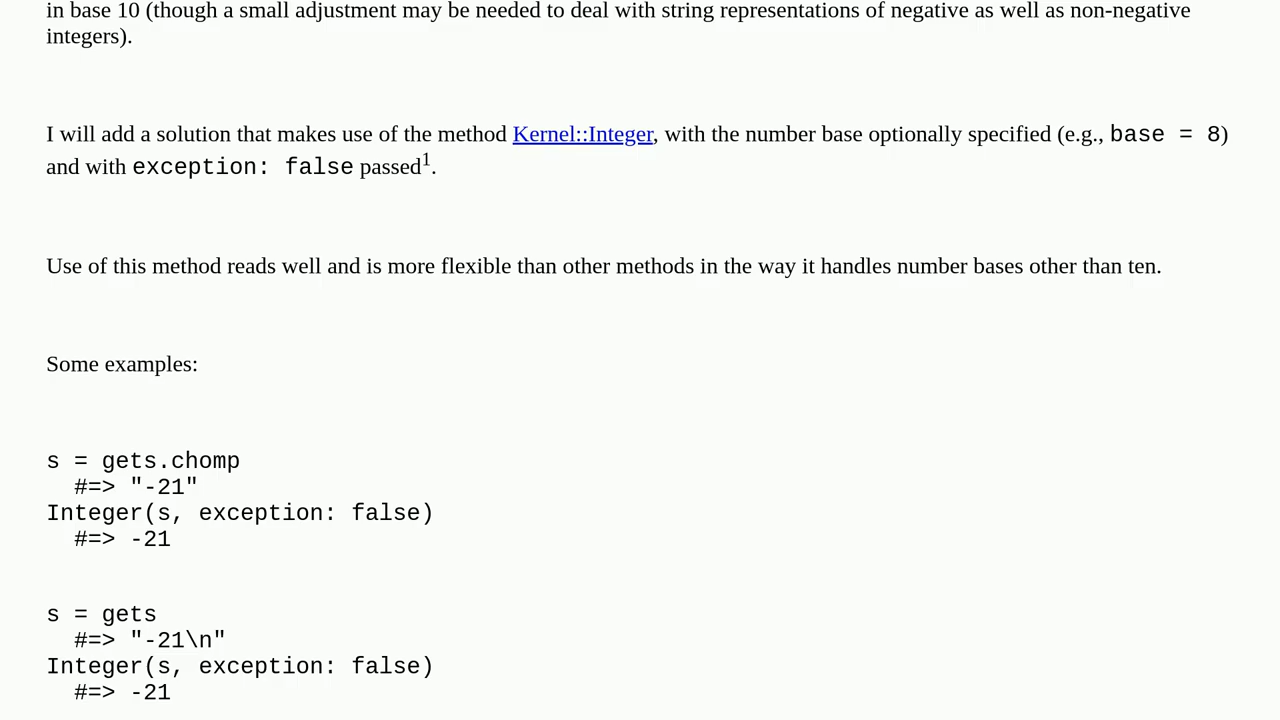 in base 10 (though a small adjustment may be needed to deal with string representations of negative as well as non-negative
integers).
I will add a solution that makes use of the method Kernel::Integer, with the number base optionally specified (e.g., base = 8)
and with exception: false passed1.
Use of this method reads well and is more flexible than other methods in the way it handles number bases other than ten.
Some examples:
s = gets.chomp
  #=> "-21"
Integer(s, exception: false)
  #=> -21
s = gets
  #=> "-21\n"
Integer(s, exception: false)
  #=> -21